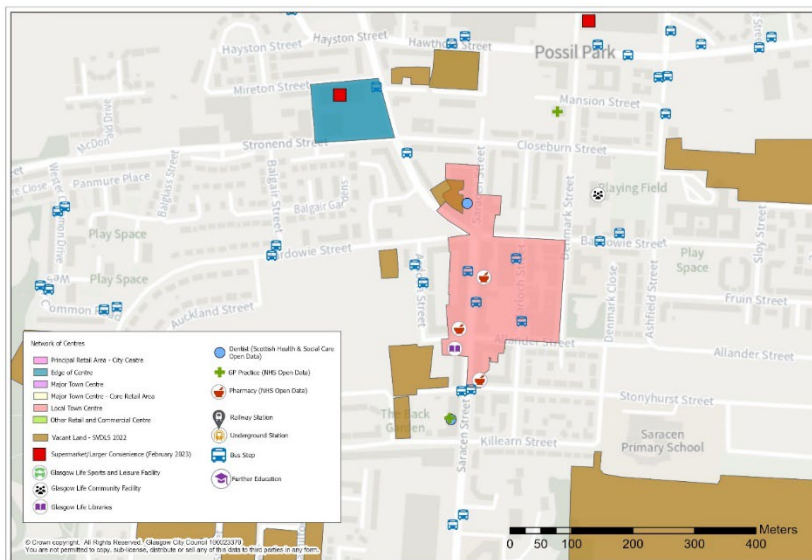 Hayston Street
Hayston Street
Hawtho
Street
Possil Park
Mireton Street
Mansion Street
McDon
Drive
Stronend Street
Closeburn Street
Panmure Place
Balglass Street
Balgair Street
Balgair Gardens
Saracen Street
Denmark Street
Playing Field
Play Space
Play Space
Bardowie Street
Bardowie Street
Play Space
Sloy Street
Ashfield Street
Denmark Close
Fruin Street
Auckland Street
Allander Street
Allander Street
Stonyhurst Street
The Back
Garden
Saracen Street
Killearn Street
Saracen
Primary School
Network of Centres
Principal Retail Area - City Centre
Edge of Centre
Major Town Centre
Major Town Centre - Core Retail Area
Local Town Centre
Other Retail and Commercial Centre
Vacant Land - SVDLS 2022
Supermarket/Larger Convenience (February 2023)
Glasgow Life Sports and Leisure Facility
Glasgow Life Community Facility
Glasgow Life Libraries
Dentist (Scottish Health & Social Care
Open Data)
GP Practice (NHS Open Data)
Pharmacy (NHS Open Data)
Railway Station
Underground Station
Bus Stop
Further Education
Meters
0 50 100 200 300 400
© Crown copyright. All Rights Reserved. Glasgow City Council 100023379.
You are not permitted to copy, sub-license, distribute or sell any of this data to third parties in any form.